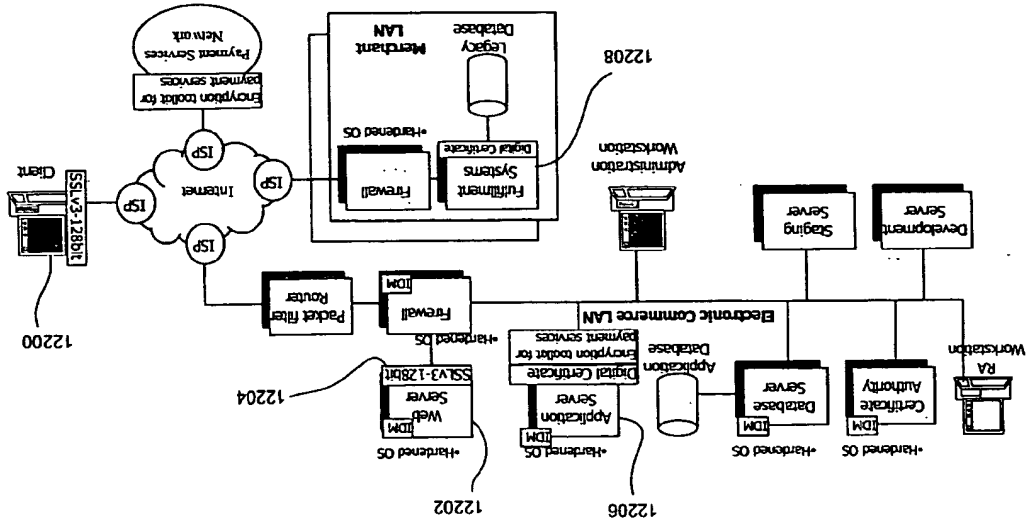 12206
12202
•Hardened OS
•Hardened OS
•Hardened OS
•Hardened OS
RA
Workstation
IDM
Certificate
Authority
IDM
Database
Server
Application
Database
IDM
Application
Server
Digital Certificate
Encryption toolkit for
payment services
IDM
Web
Server
SSLv3-128bit
12204
•Hardened OS
Electronic Commerce LAN
Firewall
IDM
Packet filter
Router
12200
Development
Server
Staging
Server
Administration
Workstation
ISP
Internet
ISP
ISP
ISP
SSLv3-128bit
Client
Fulfillment
Systems
Digital Certificate
Firewall
•Hardened OS
12208
Legacy
Database
Merchant
LAN
Encryption toolkit for
payment services
Payment Services
Network